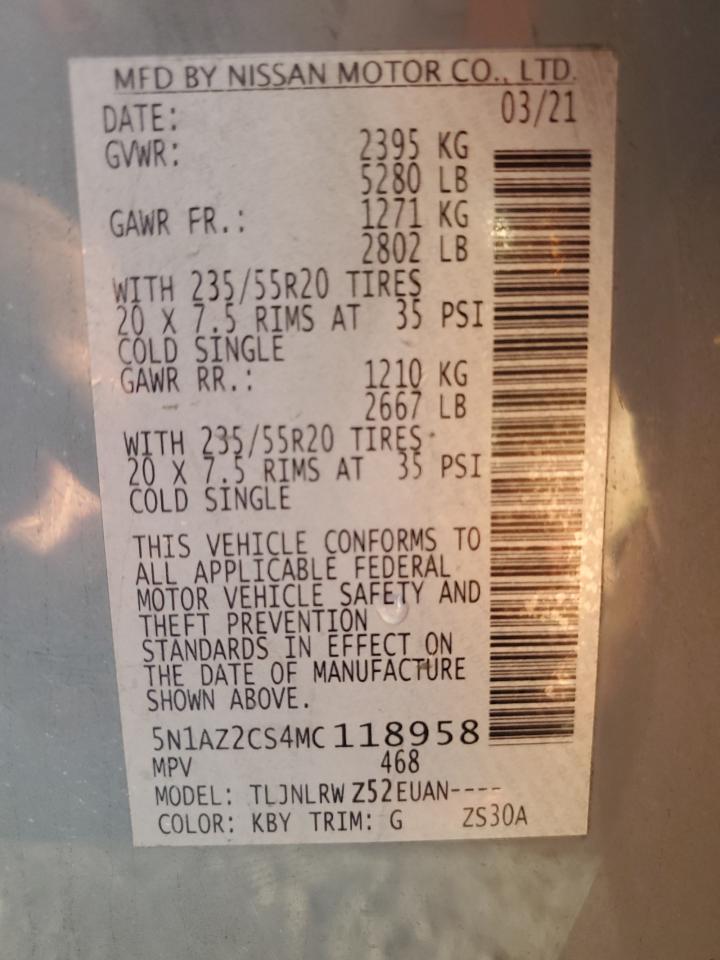 MFD BY NISSAN MOTOR CO., LTD.
DATE: 03/21
GVWR: 2395 KG
5280 LB
GAWR FR.: 1271 KG
2802 LB
WITH 235/55R20 TIRES
20 X 7.5 RIMS AT 35 PSI
COLD SINGLE
GAWR RR.: 1210 KG
2667 LB
WITH 235/55R20 TIRES
20 X 7.5 RIMS AT 35 PSI
COLD SINGLE
THIS VEHICLE CONFORMS TO
ALL APPLICABLE FEDERAL
MOTOR VEHICLE SAFETY AND
THEFT PREVENTION
STANDARDS IN EFFECT ON
THE DATE OF MANUFACTURE
SHOWN ABOVE.
5N1AZ2CS4MC118958
MPV 468
MODEL: TLJNLRWZ52EUAN----
COLOR: KBY TRIM: G ZS30A